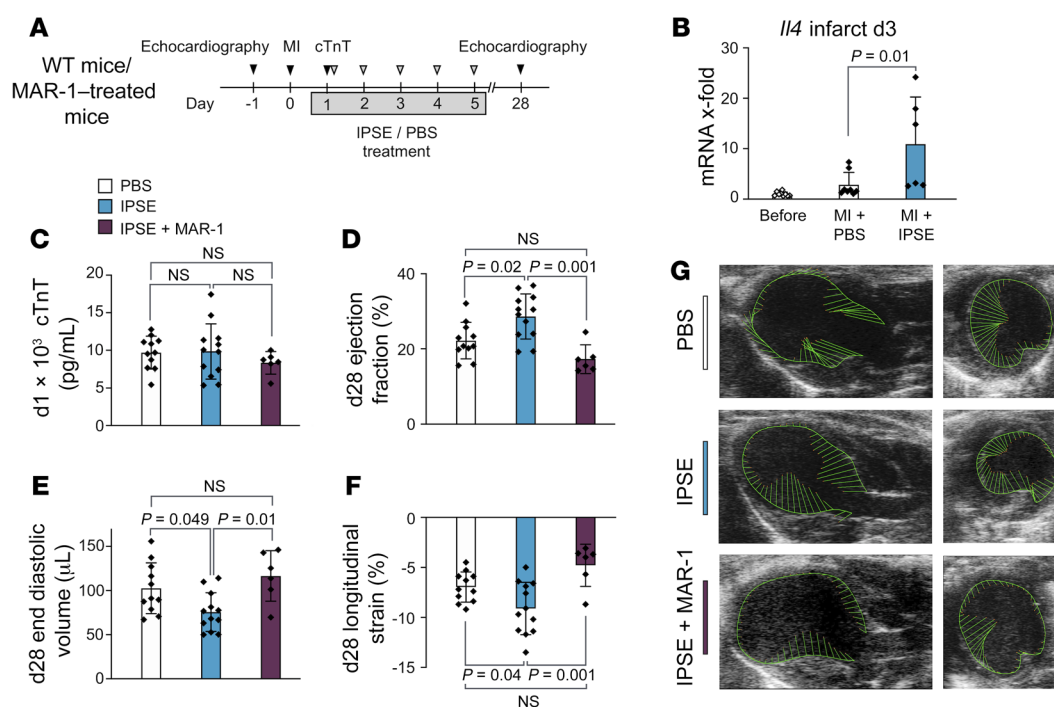 A
Echocardiography MI cTnT Echocardiography
WT mice/
MAR-1–treated
mice
Day -1 0 1 2 3 4 5 28
IPSE / PBS
treatment
B
Il4 infarct d3
P = 0.01
mRNA x-fold
30
20
10
0
Before MI + PBS MI + IPSE
PBS
IPSE
IPSE + MAR-1
C
NS
NS NS
d1 × 10³ cTnT
(pg/mL)
20
15
10
5
0
D
NS
P = 0.02 P = 0.001
d28 ejection
fraction (%)
40
20
0
E
NS
P = 0.049 P = 0.01
d28 end diastolic
volume (μL)
150
100
50
0
F
d28 longitudinal
strain (%)
0
-5
-10
-15
P = 0.04 P = 0.001
NS
G
PBS
IPSE
IPSE + MAR-1